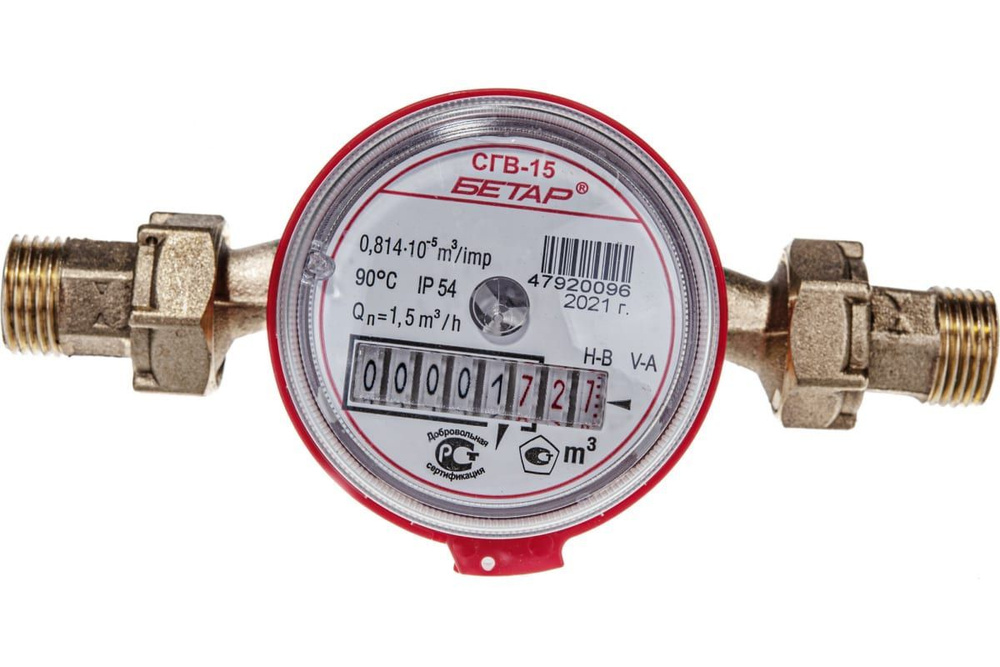 СГВ-15
БЕТАР®
0,814·10⁻⁵ m³/imp
90°C IP 54
Qₙ=1,5 m³/h
47920096
2021 г.
H-B V-A
00001727
m³
Добровольная
РСТ
сертификация